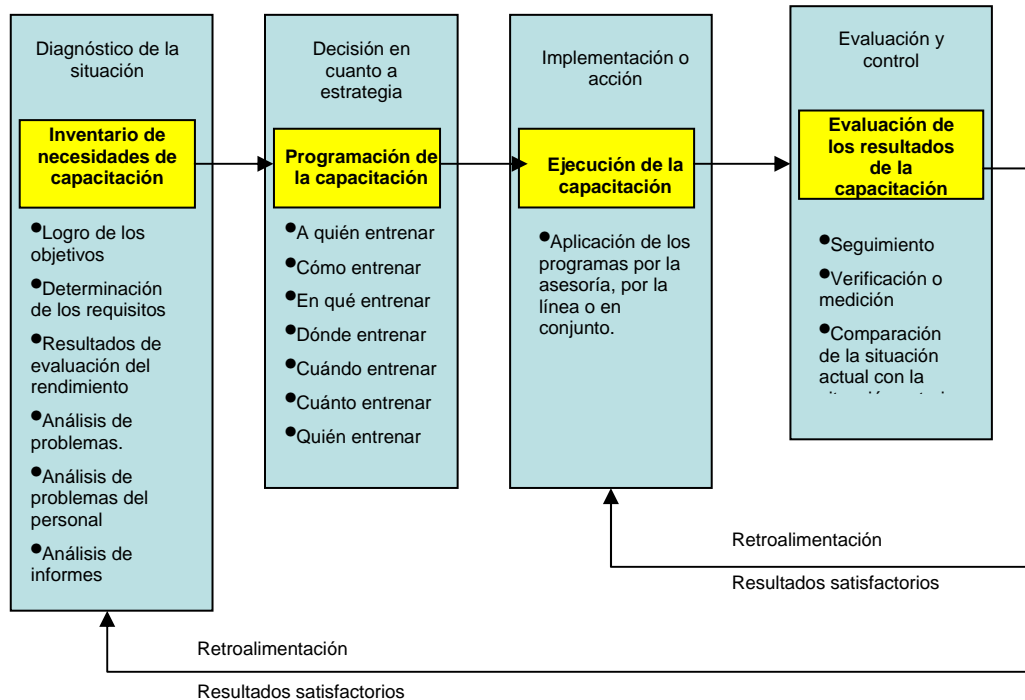 Diagnóstico de la
situación
Inventario de
necesidades de
capacitación
●Logro de los
objetivos
●Determinación
de los requisitos
●Resultados de
evaluación del
rendimiento
●Análisis de
problemas.
●Análisis de
problemas del
personal
●Análisis de
informes
Decisión en
cuanto a
estrategia
Programación de
la capacitación
●A quién entrenar
●Cómo entrenar
●En qué entrenar
●Dónde entrenar
●Cuándo entrenar
●Cuánto entrenar
●Quién entrenar
Implementación o
acción
Ejecución de la
capacitación
●Aplicación de los
programas por la
asesoría, por la
línea o en
conjunto.
Evaluación y
control
Evaluación de
los resultados
de la
capacitación
●Seguimiento
●Verificación o
medición
●Comparación
de la situación
actual con la
Retroalimentación
Resultados satisfactorios
Retroalimentación
Resultados satisfactorios